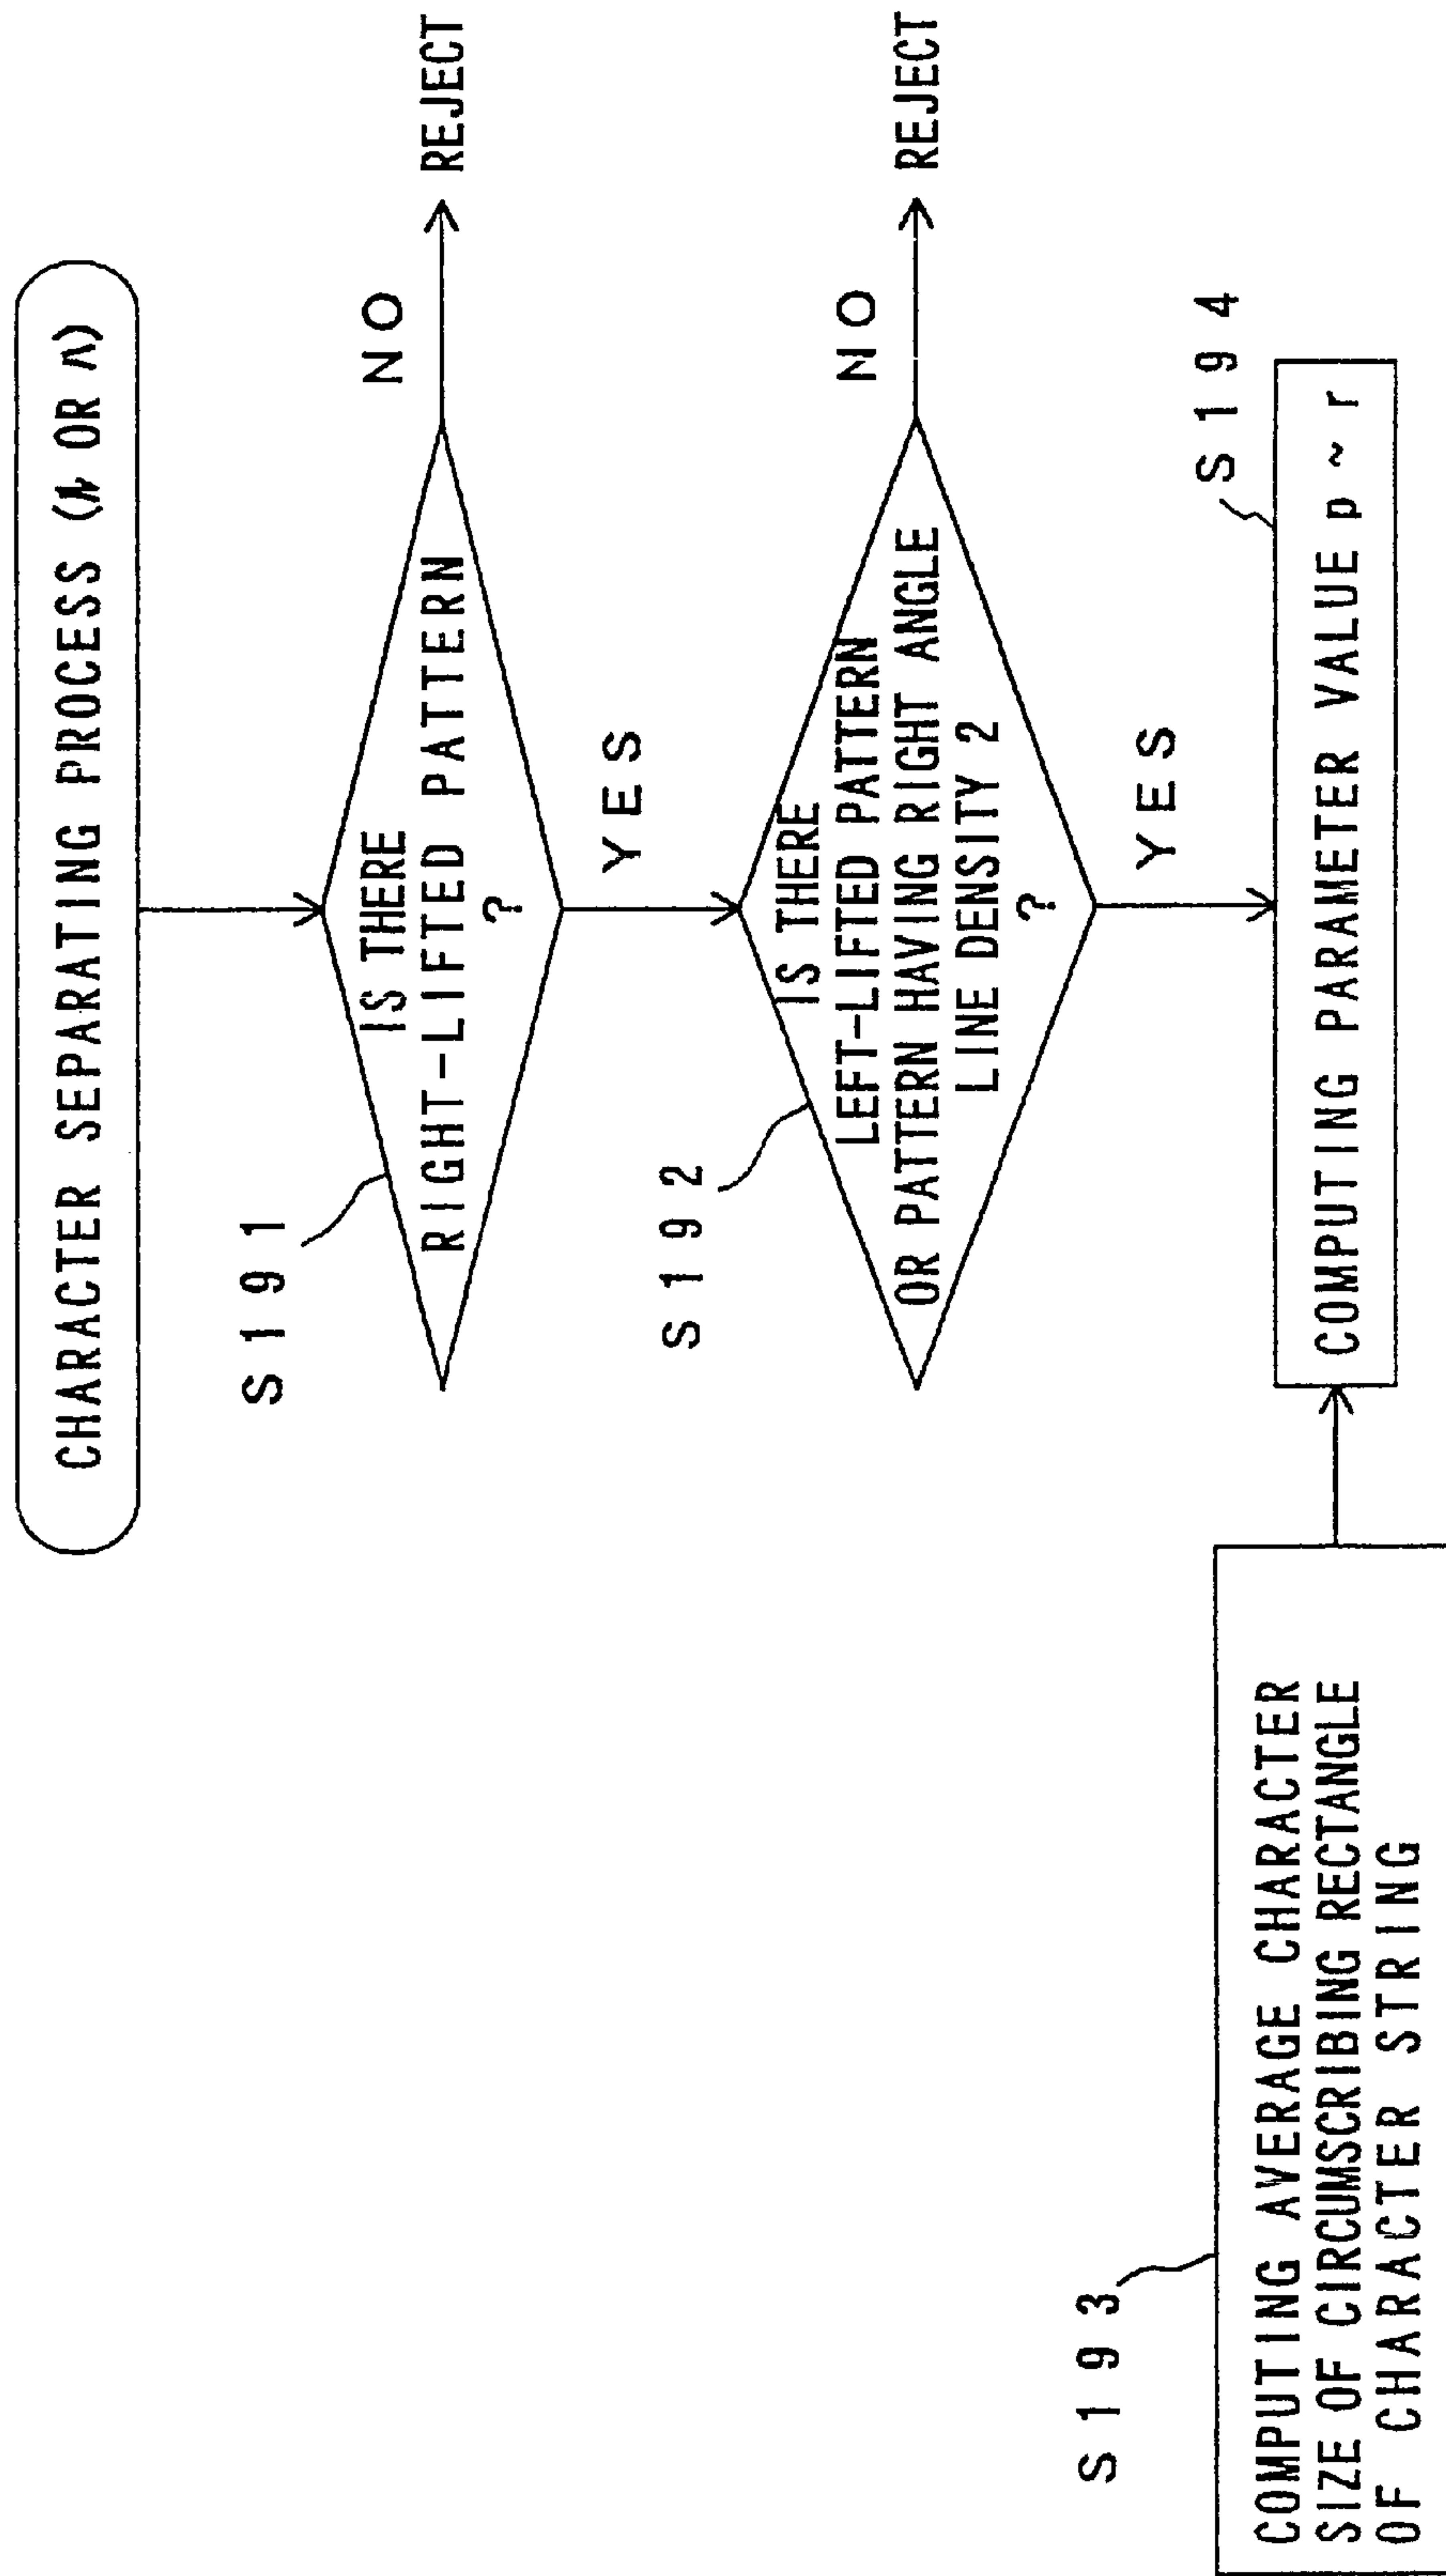 CHARACTER SEPARATING PROCESS ( OR )
S191
IS THERE
RIGHT-LIFTED PATTERN
?
NO
REJECT
YES
S192
IS THERE
LEFT-LIFTED PATTERN
OR PATTERN HAVING RIGHT ANGLE
LINE DENSITY 2
?
NO
REJECT
YES
S193
COMPUTING AVERAGE CHARACTER
SIZE OF CIRCUMSCRIBING RECTANGLE
OF CHARACTER STRING
S194
COMPUTING PARAMETER VALUE p ~ r